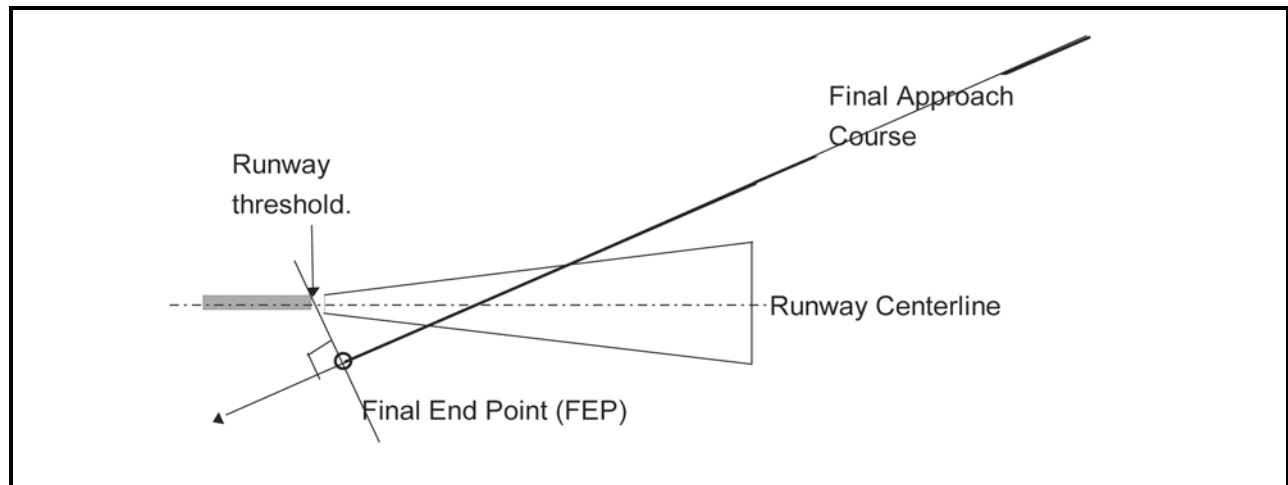 Final Approach
Course
Runway
threshold.
Runway Centerline
Final End Point (FEP)